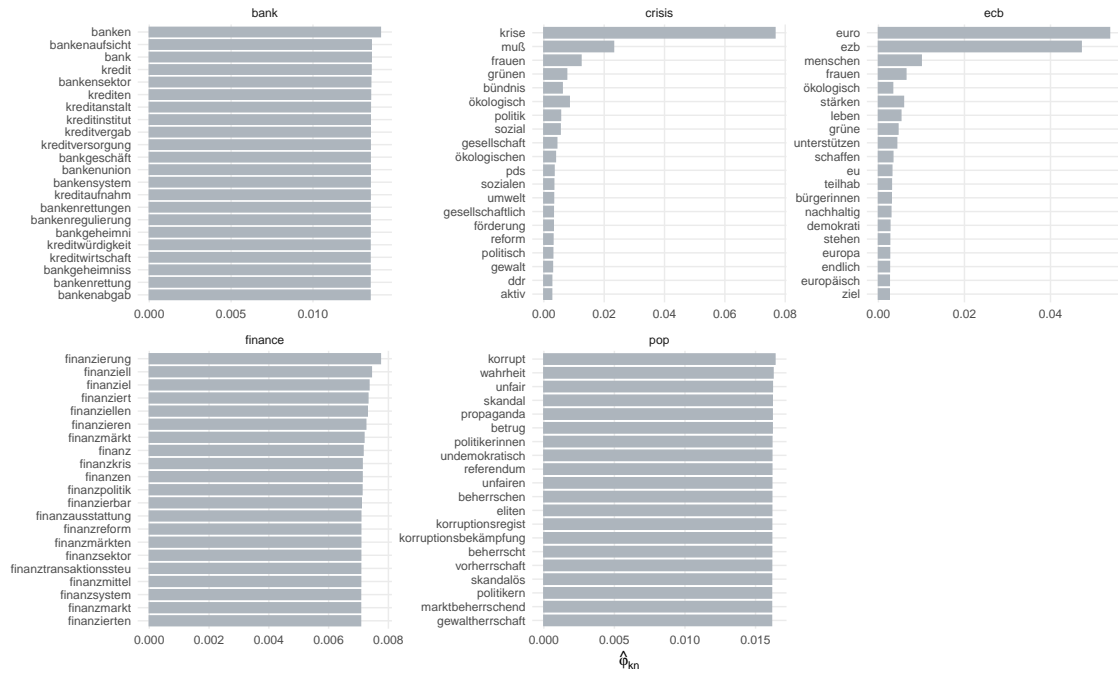 bank
banken
bankenaufsicht
bank
kredit
bankensektor
krediten
kreditanstalt
kreditinstitut
kreditvergab
kreditversorgung
bankgeschäft
bankenunion
bankensystem
kreditaufnahm
bankenrettungen
bankenregulierung
bankgeheimni
kreditwürdigkeit
kreditwirtschaft
bankgeheimniss
bankenrettung
bankenabgab
0.000 0.005 0.010
crisis
krise
muß
frauen
grünen
bündnis
ökologisch
politik
sozial
gesellschaft
ökologischen
pds
sozialen
umwelt
gesellschaftlich
förderung
reform
politisch
gewalt
ddr
aktiv
0.00 0.02 0.04 0.06 0.08
ecb
euro
ezb
menschen
frauen
ökologisch
stärken
leben
grüne
unterstützen
schaffen
eu
teilhab
bürgerinnen
nachhaltig
demokrati
stehen
europa
endlich
europäisch
ziel
0.00 0.02 0.04
finance
finanzierung
finanziell
finanziel
finanziert
finanziellen
finanzieren
finanzmärkt
finanz
finanzkris
finanzen
finanzpolitik
finanzierbar
finanzausstattung
finanzreform
finanzmärkten
finanzsektor
finanztransaktionssteu
finanzmittel
finanzsystem
finanzmarkt
finanzierten
0.000 0.002 0.004 0.006 0.008
pop
korrupt
wahrheit
unfair
skandal
propaganda
betrug
politikerinnen
undemokratisch
referendum
unfairen
beherrschen
eliten
korruptionsregist
korruptionsbekämpfung
beherrscht
vorherrschaft
skandalös
politikern
marktbeherrschend
gewaltherrschaft
0.000 0.005 0.010 0.015
φ̂kn